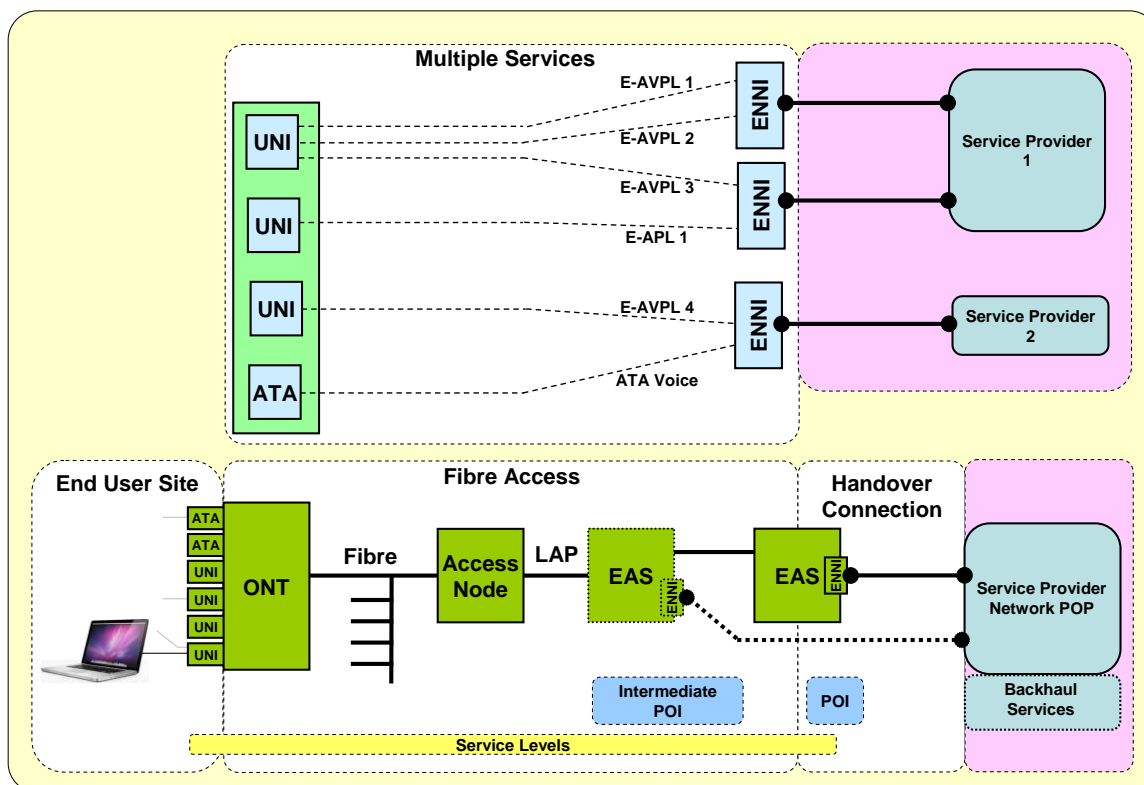 Multiple Services
E-AVPL 1
UNI
ENNI
E-AVPL 2
Service Provider
1
E-AVPL 3
ENNI
UNI
E-APL 1
UNI
E-AVPL 4
ENNI
Service Provider
2
ATA
ATA Voice
End User Site
Fibre Access
Handover
Connection
ATA
ATA
UNI
UNI
UNI
UNI
ONT
Fibre
Access
Node
LAP
EAS
ENNI
EAS
ENNI
Service Provider
Network POP
Intermediate
POI
POI
Backhaul
Services
Service Levels